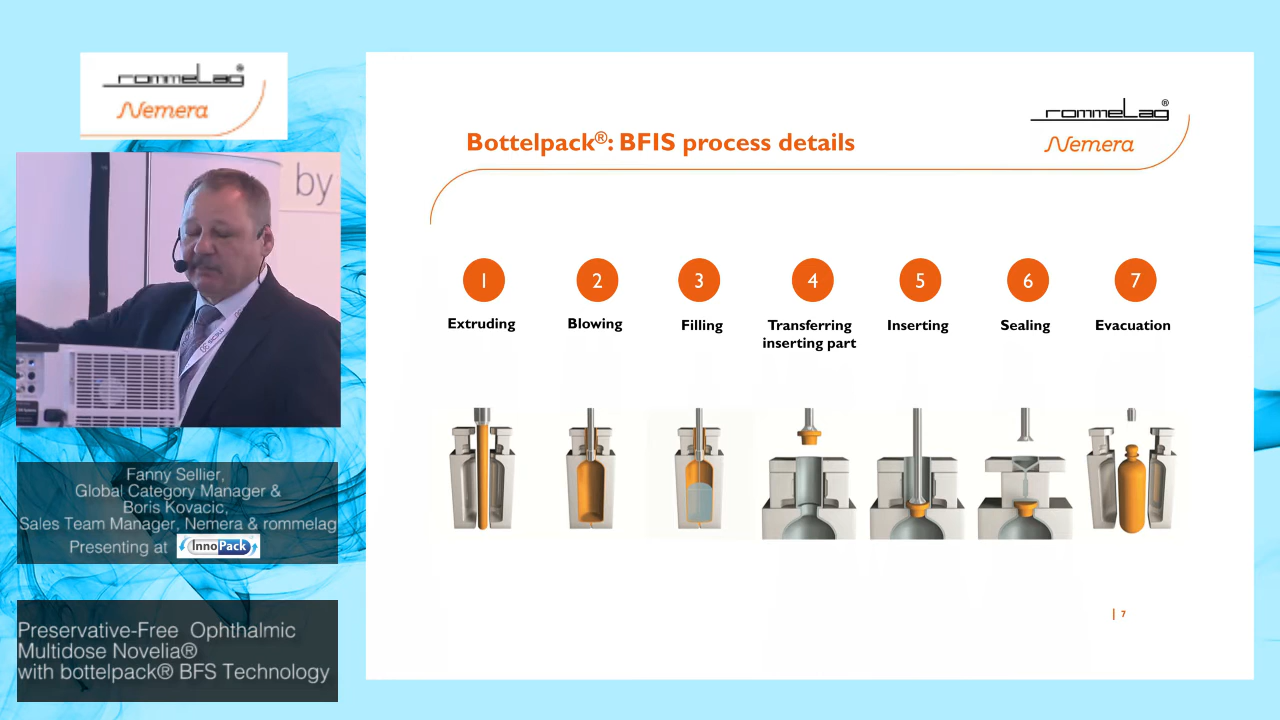 rommelag
Nemera
by
Fanny Sellier,
Global Category Manager &
Boris Kovacic,
Sales Team Manager, Nemera & rommelag
Presenting at InnoPack
Preservative-Free Ophthalmic
Multidose Novelia®
with bottelpack® BFS Technology
Bottelpack®: BFIS process details
rommelag®
Nemera
1 2 3 4 5 6 7
Extruding Blowing Filling Transferring Inserting Sealing Evacuation
inserting part
| 7